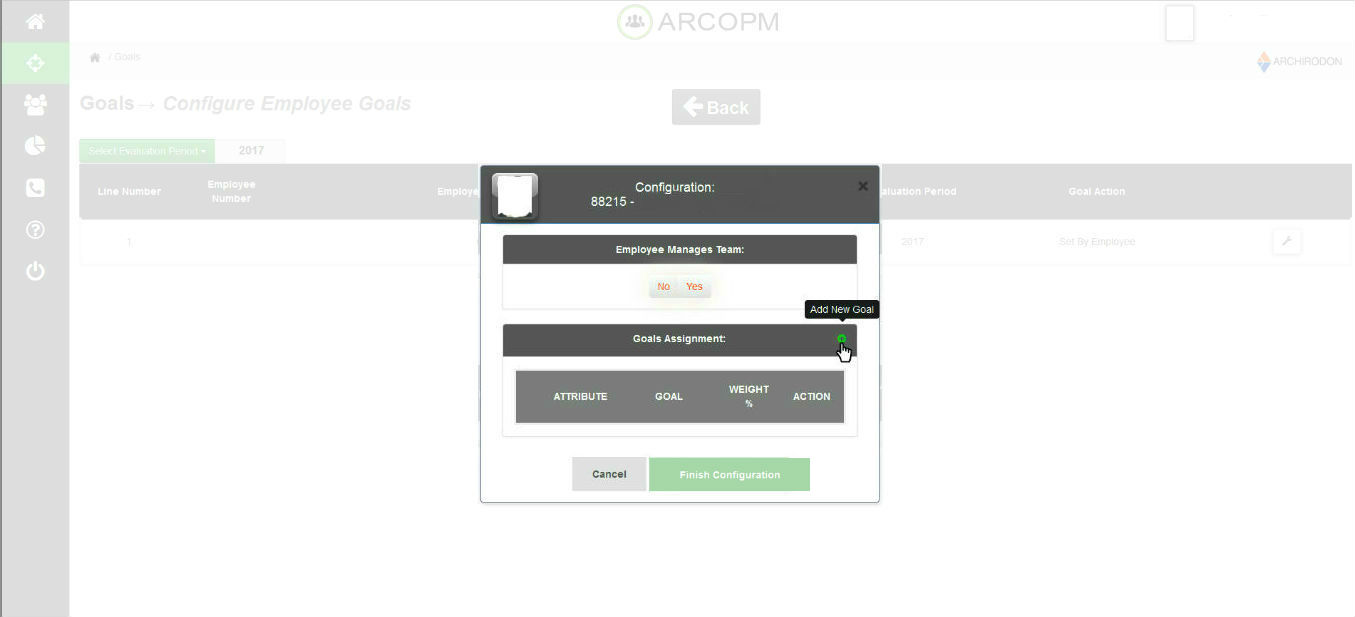 ARCOPM
/ Goals
ARCHIRODON
Goals → Configure Employee Goals
Back
Select Evaluation Period
2017
Line Number
Employee
Number
Employe
aluation Period
Goal Action
1
2017
Set By Employee
Configuration:
88215 -
Employee Manages Team:
No Yes
Add New Goal
Goals Assignment:
ATTRIBUTE
GOAL
WEIGHT
%
ACTION
Cancel
Finish Configuration